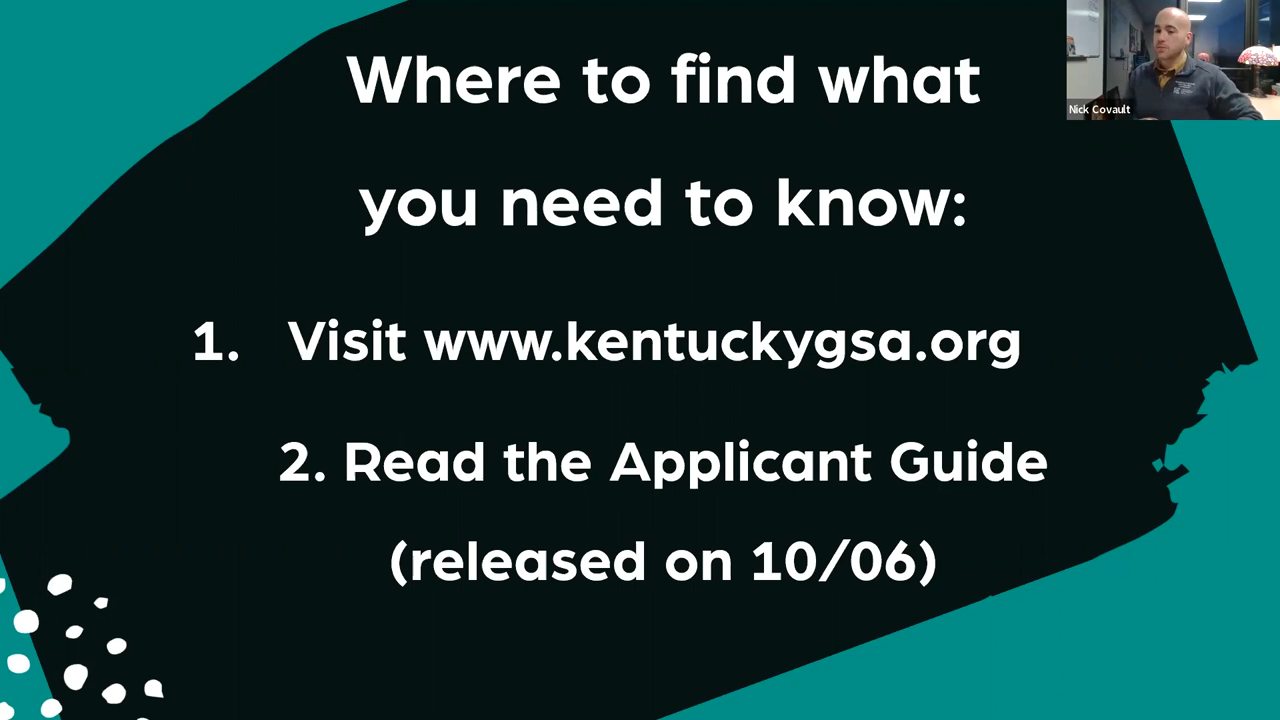 Where to find what
you need to know:
1. Visit www.kentuckygsa.org
2. Read the Applicant Guide
(released on 10/06)
Nick Covault